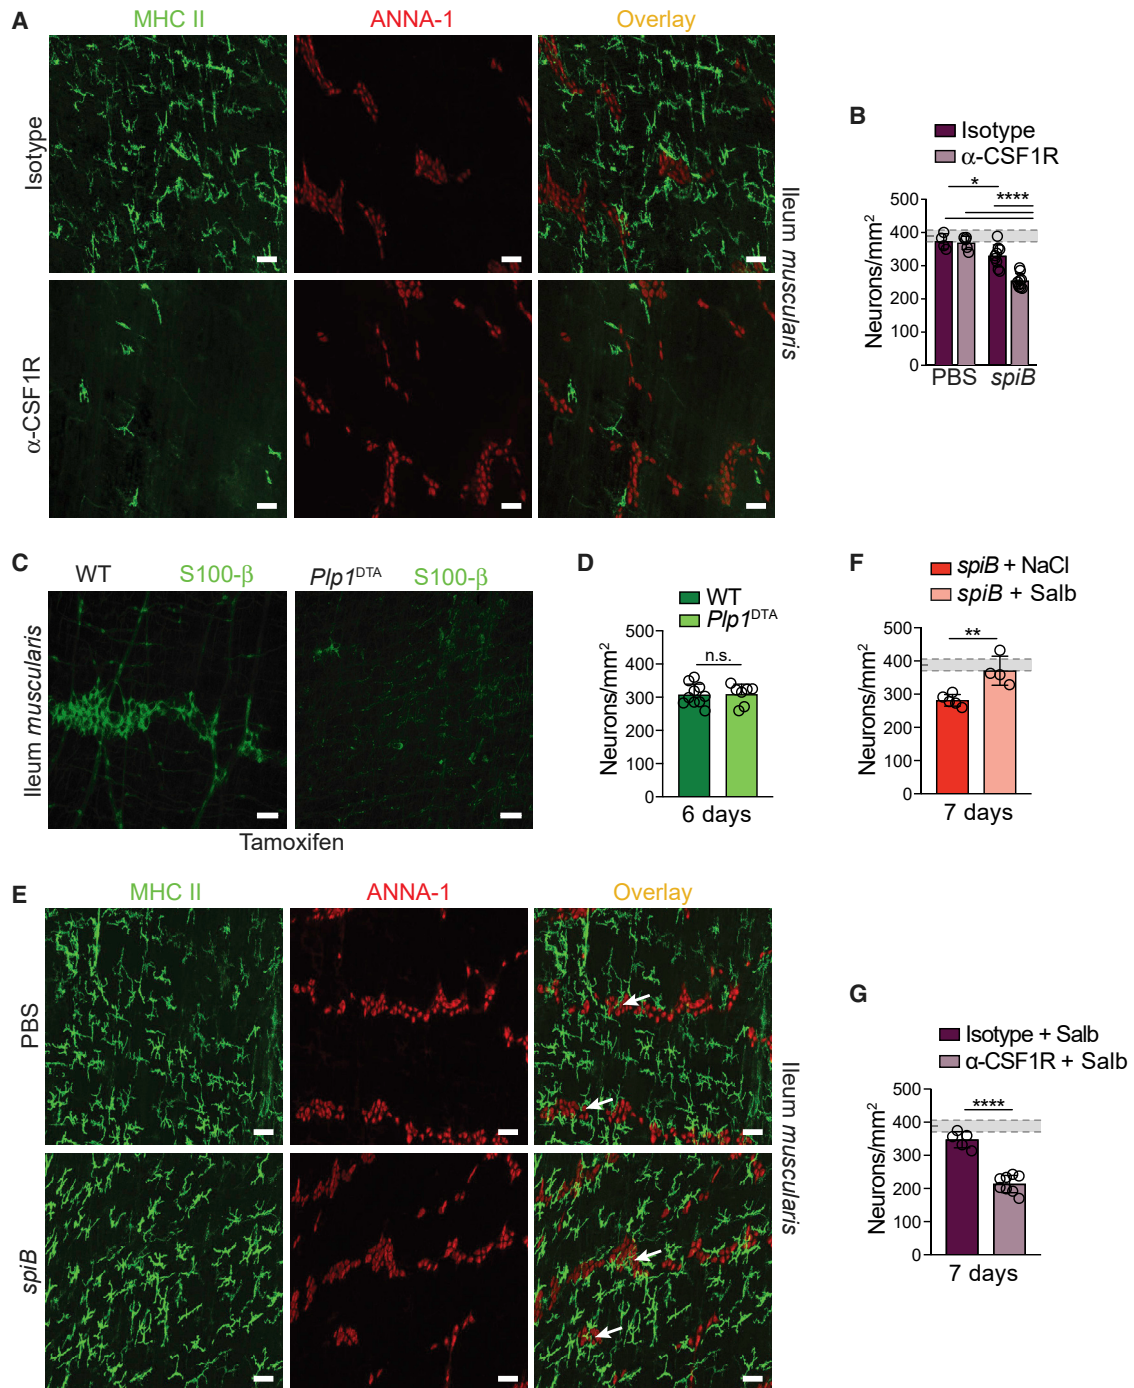 A
MHC II
ANNA-1
Overlay
Isotype
α-CSF1R
Ileum muscularis
B
Isotype
α-CSF1R
*
****
500
400
300
200
100
0
Neurons/mm²
PBS
spiB
C
WT
S100-β
Plp1ᴰᵀᴬ
S100-β
Ileum muscularis
Tamoxifen
D
WT
Plp1ᴰᵀᴬ
n.s.
500
400
300
200
100
0
Neurons/mm²
6 days
F
spiB + NaCl
spiB + Salb
**
500
400
300
200
100
0
Neurons/mm²
7 days
E
MHC II
ANNA-1
Overlay
PBS
spiB
Ileum muscularis
G
Isotype + Salb
α-CSF1R + Salb
****
500
400
300
200
100
0
Neurons/mm²
7 days